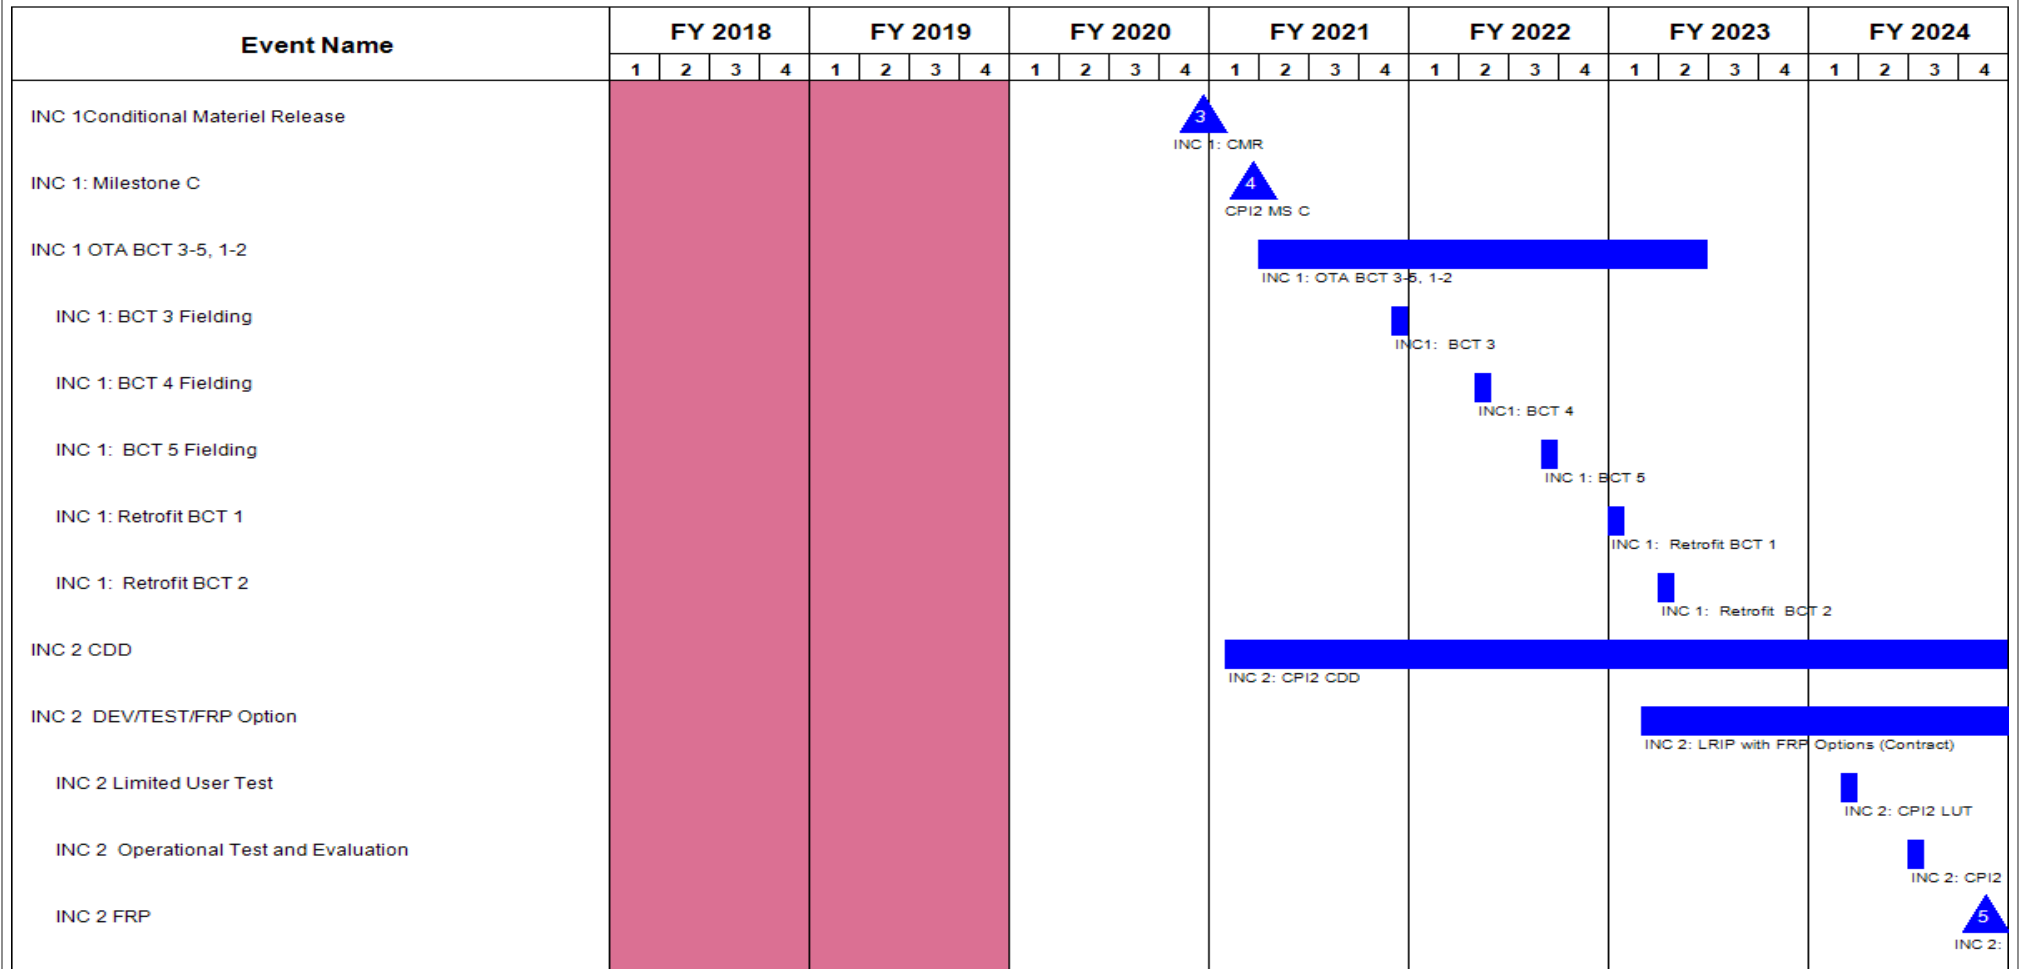 Event Name
FY 2018 FY 2019 FY 2020 FY 2021 FY 2022 FY 2023 FY 2024
1 2 3 4 1 2 3 4 1 2 3 4 1 2 3 4 1 2 3 4 1 2 3 4 1 2 3 4
INC 1Conditional Materiel Release
3
INC 1: CMR
INC 1: Milestone C
4
CPI2 MS C
INC 1 OTA BCT 3-5, 1-2
INC 1: OTA BCT 3-5, 1-2
INC 1: BCT 3 Fielding
INC1: BCT 3
INC 1: BCT 4 Fielding
INC1: BCT 4
INC 1: BCT 5 Fielding
INC 1: BCT 5
INC 1: Retrofit BCT 1
INC 1: Retrofit BCT 1
INC 1: Retrofit BCT 2
INC 1: Retrofit BCT 2
INC 2 CDD
INC 2: CPI2 CDD
INC 2 DEV/TEST/FRP Option
INC 2: LRIP with FRP Options (Contract)
INC 2 Limited User Test
INC 2: CPI2 LUT
INC 2 Operational Test and Evaluation
INC 2: CPI2
INC 2 FRP
5
INC 2: